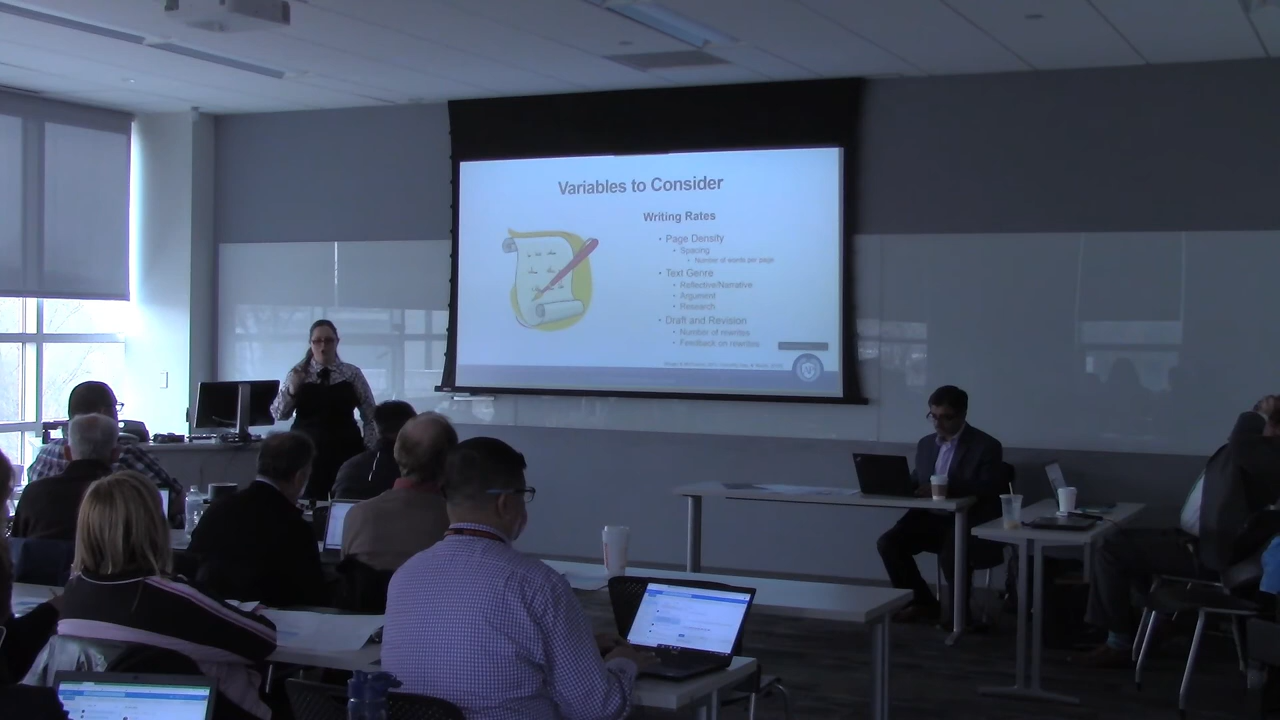 Variables to Consider
Writing Rates
• Page Density
• Spacing
• Number of words per page
• Text Genre
• Reflective/Narrative
• Argument
• Research
• Draft and Revision
• Number of rewrites
• Feedback on rewrites